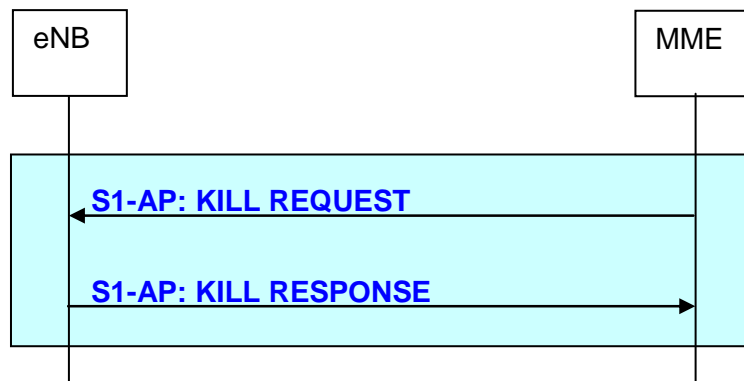 eNB
MME
S1-AP: KILL REQUEST
S1-AP: KILL RESPONSE